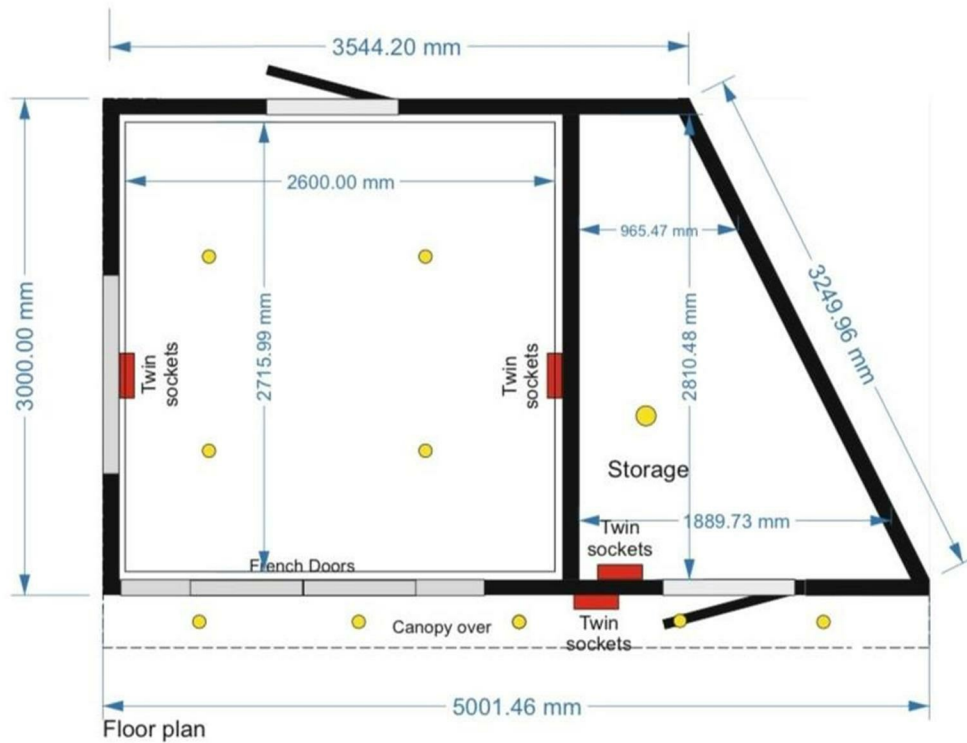 3544.20 mm
2600.00 mm
965.47 mm
3249.96 mm
3000.00 mm
2715.99 mm
2810.48 mm
Twin
sockets
Twin
sockets
Storage
1889.73 mm
Twin
sockets
French Doors
Canopy over
Twin
sockets
5001.46 mm
Floor plan